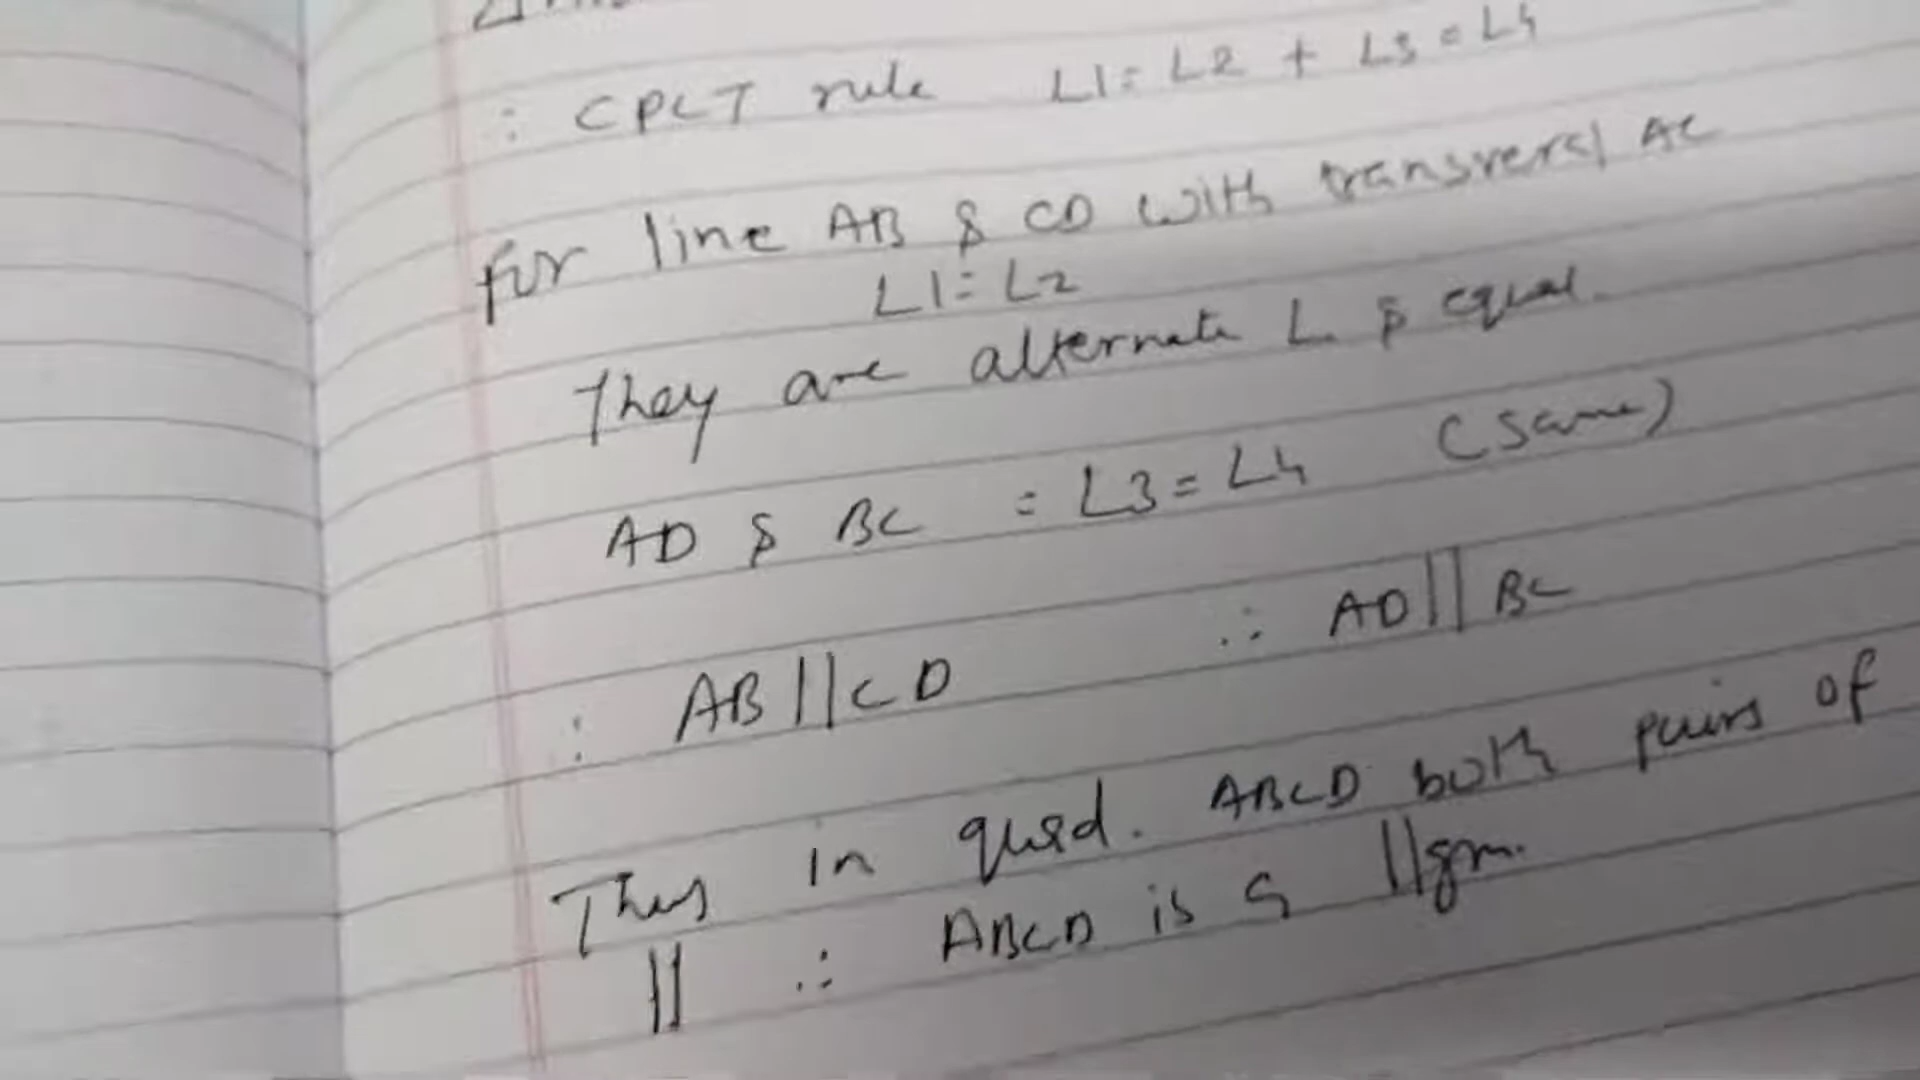 ∴ CPCT rule ∠1 = ∠2 + ∠3 = ∠4
for line AB & CD with transversal AC
∠1 = ∠2
They are alternate ∠ & equal.
AD & BC = ∠3 = ∠4 (Same)
∴ AB || CD ∴ AD || BC
Thus in quad. ABCD both pairs of
|| ∴ ABCD is a ||gm.